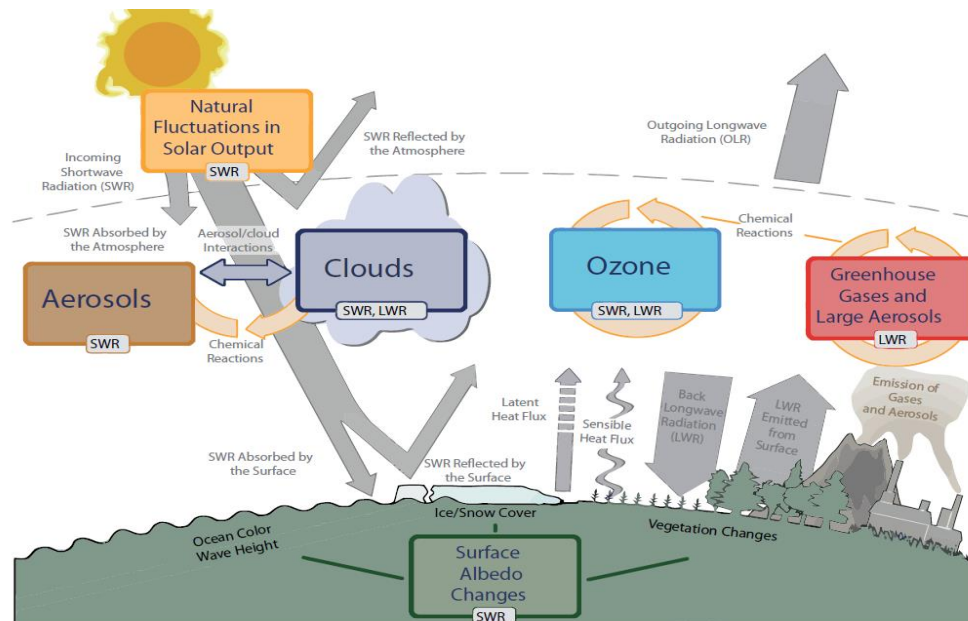 Natural
Fluctuations in
Solar Output
SWR
Incoming
Shortwave
Radiation (SWR)
SWR Reflected by
the Atmosphere
Outgoing Longwave
Radiation (OLR)
SWR Absorbed by
the Atmosphere
Aerosol/cloud
Interactions
Chemical
Reactions
Aerosols
SWR
Clouds
SWR, LWR
Ozone
SWR, LWR
Greenhouse
Gases and
Large Aerosols
LWR
Chemical
Reactions
Latent
Heat Flux
Sensible
Heat Flux
Back
Longwave
Radiation
(LWR)
LWR
Emitted
from
Surface
Emission of
Gases
and Aerosols
SWR Absorbed by
the Surface
SWR Reflected by
the Surface
Ice/Snow Cover
Ocean Color
Wave Height
Vegetation Changes
Surface
Albedo
Changes
SWR